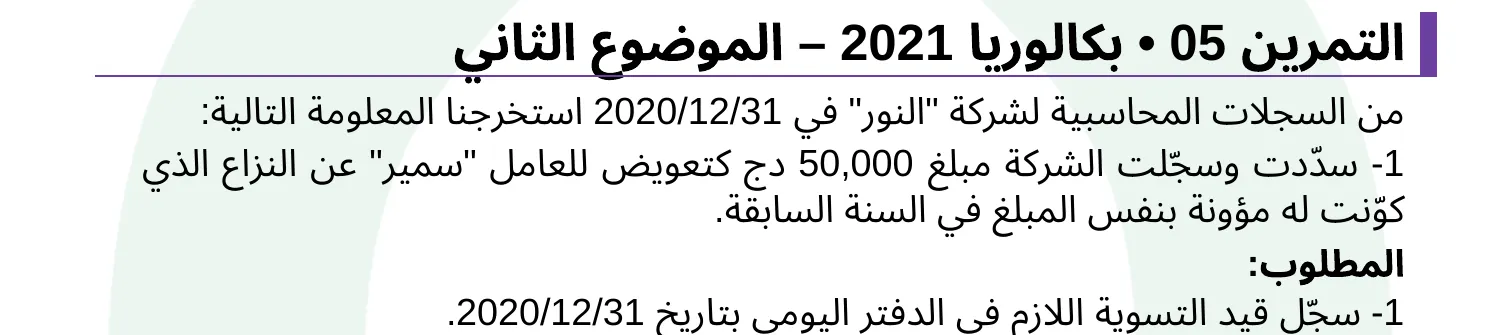 التمرين 05 • بكالوريا 2021 – الموضوع الثاني
من السجلات المحاسبية لشركة "النور" في 2020/12/31 استخرجنا المعلومة التالية:
1- سدّدت وسجّلت الشركة مبلغ 50,000 دج كتعويض للعامل "سمير" عن النزاع الذي
كوّنت له مؤونة بنفس المبلغ في السنة السابقة.
المطلوب:
1- سجّل قيد التسوية اللازم في الدفتر اليومي بتاريخ 2020/12/31.